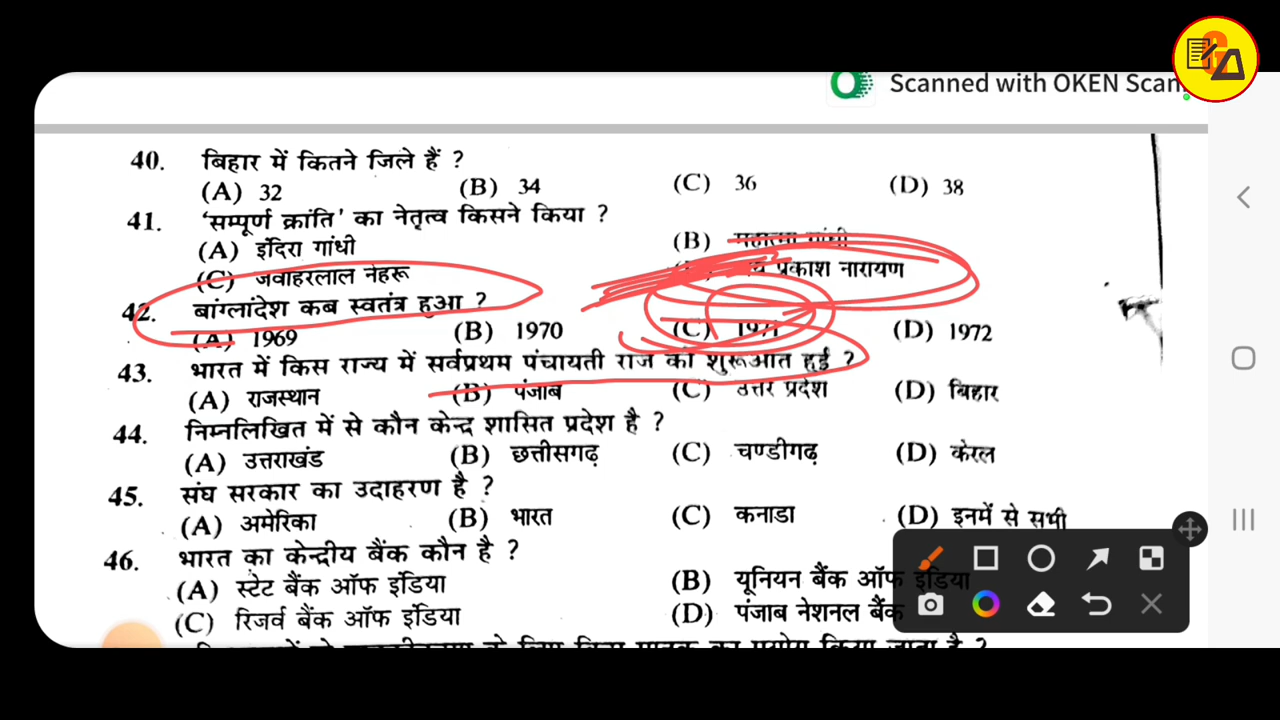 Scanned with OKEN Scan
40. बिहार में कितने जिले हैं ?
(A) 32 (B) 34 (C) 36 (D) 38
41. 'सम्पूर्ण क्रांति' का नेतृत्व किसने किया ?
(A) इंदिरा गांधी (B) महात्मा गांधी
(C) जवाहरलाल नेहरू प्रकाश नारायण
42. बांग्लादेश कब स्वतंत्र हुआ ?
(A) 1969 (B) 1970 (C) 1971 (D) 1972
43. भारत में किस राज्य में सर्वप्रथम पंचायती राज की शुरूआत हुई ?
(A) राजस्थान (B) पंजाब (C) उत्तर प्रदेश (D) बिहार
44. निम्नलिखित में से कौन केन्द्र शासित प्रदेश है ?
(A) उत्तराखंड (B) छत्तीसगढ़ (C) चण्डीगढ़ (D) केरल
45. संघ सरकार का उदाहरण है ?
(A) अमेरिका (B) भारत (C) कनाडा (D) इनमें से सभी
46. भारत का केन्द्रीय बैंक कौन है ?
(A) स्टेट बैंक ऑफ इंडिया (B) यूनियन बैंक ऑफ इंडिया
(C) रिजर्व बैंक ऑफ इंडिया (D) पंजाब नेशनल बैंक